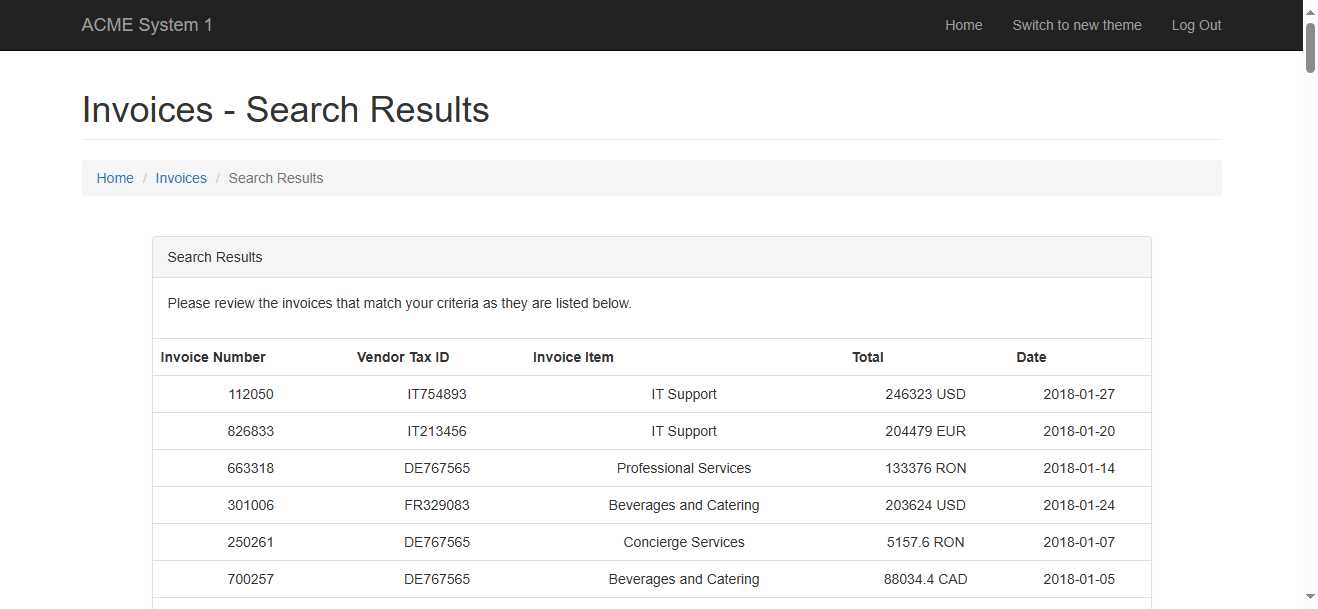 ACME System 1 Home Switch to new theme Log Out
Invoices - Search Results
Home / Invoices / Search Results
Search Results
Please review the invoices that match your criteria as they are listed below.
Invoice Number Vendor Tax ID Invoice Item Total Date
112050 IT754893 IT Support 246323 USD 2018-01-27
826833 IT213456 IT Support 204479 EUR 2018-01-20
663318 DE767565 Professional Services 133376 RON 2018-01-14
301006 FR329083 Beverages and Catering 203624 USD 2018-01-24
250261 DE767565 Concierge Services 5157.6 RON 2018-01-07
700257 DE767565 Beverages and Catering 88034.4 CAD 2018-01-05